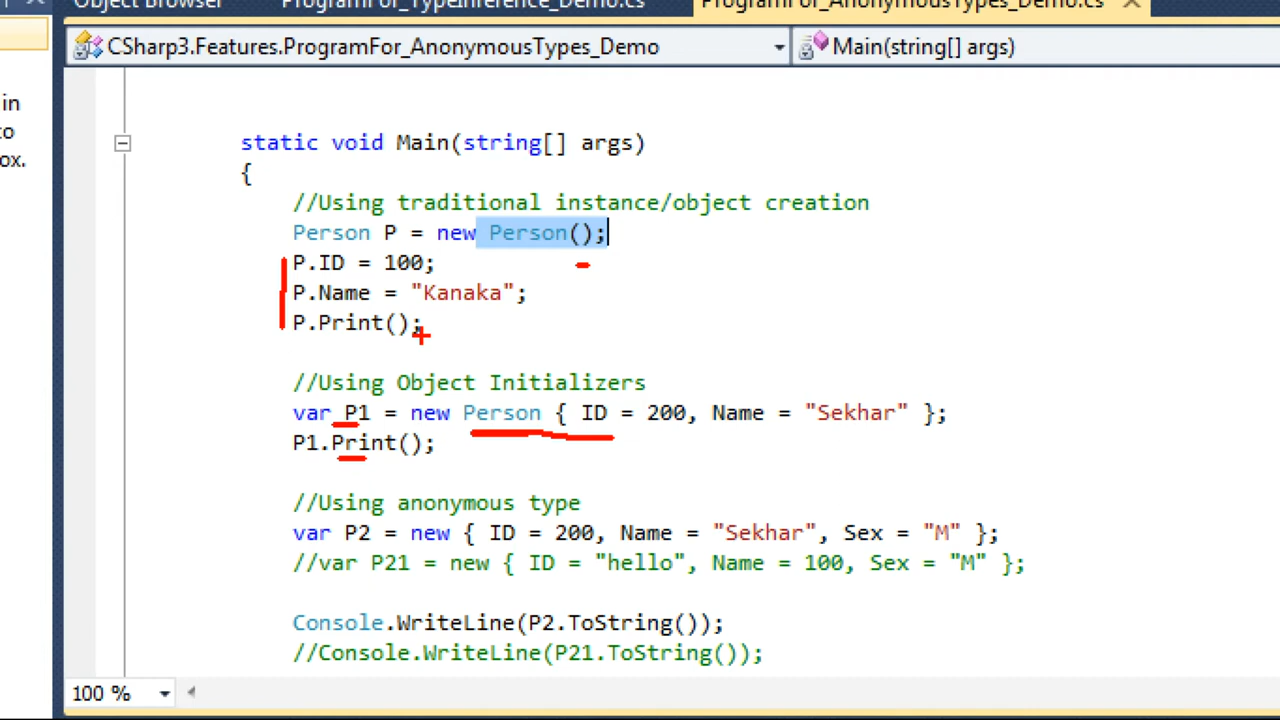 Object Browser ProgramFor_TypeInference_Demo.cs ProgramFor_AnonymousTypes_Demo.cs
CSharp3.Features.ProgramFor_AnonymousTypes_Demo Main(string[] args)
in
to
ox.
static void Main(string[] args)
{
//Using traditional instance/object creation
Person P = new Person();
P.ID = 100;
P.Name = "Kanaka";
P.Print();
//Using Object Initializers
var P1 = new Person { ID = 200, Name = "Sekhar" };
P1.Print();
//Using anonymous type
var P2 = new { ID = 200, Name = "Sekhar", Sex = "M" };
//var P21 = new { ID = "hello", Name = 100, Sex = "M" };
Console.WriteLine(P2.ToString());
//Console.WriteLine(P21.ToString());
100 %